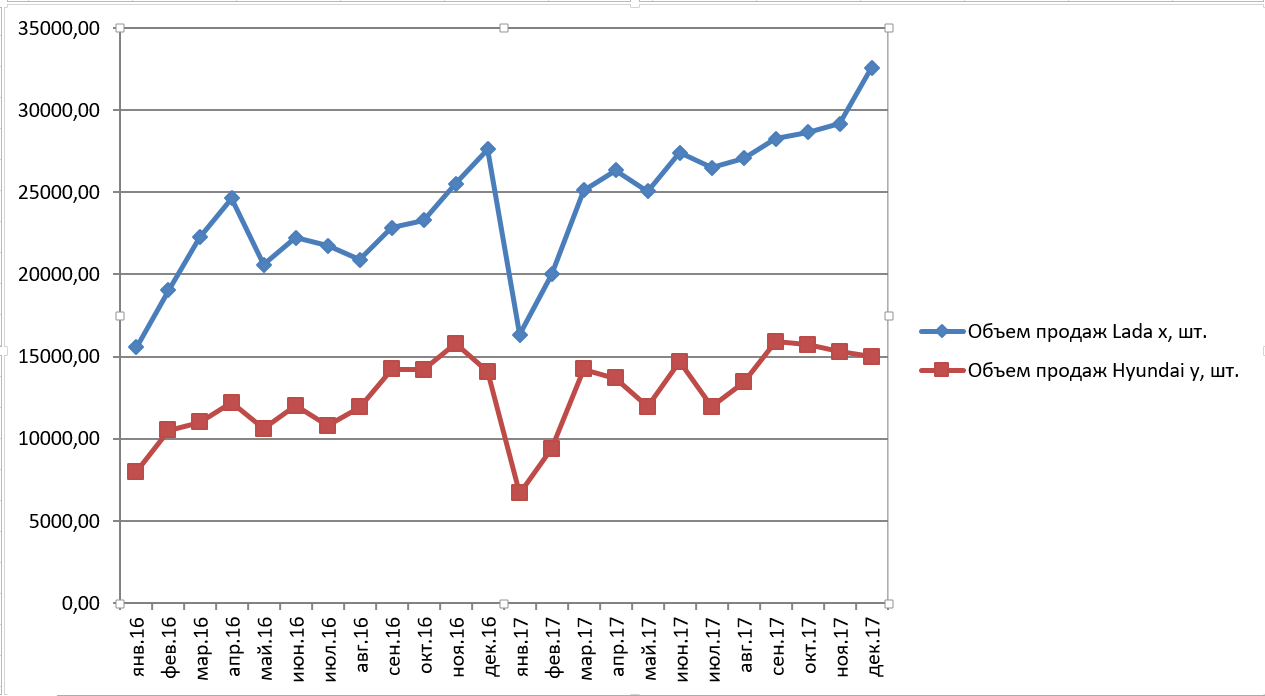 35000,00
30000,00
25000,00
20000,00
15000,00
10000,00
5000,00
0,00
янв.16
фев.16
мар.16
апр.16
май.16
июн.16
июл.16
авг.16
сен.16
окт.16
ноя.16
дек.16
янв.17
фев.17
мар.17
апр.17
май.17
июн.17
июл.17
авг.17
сен.17
окт.17
ноя.17
дек.17
Объем продаж Lada x, шт.
Объем продаж Hyundai y, шт.